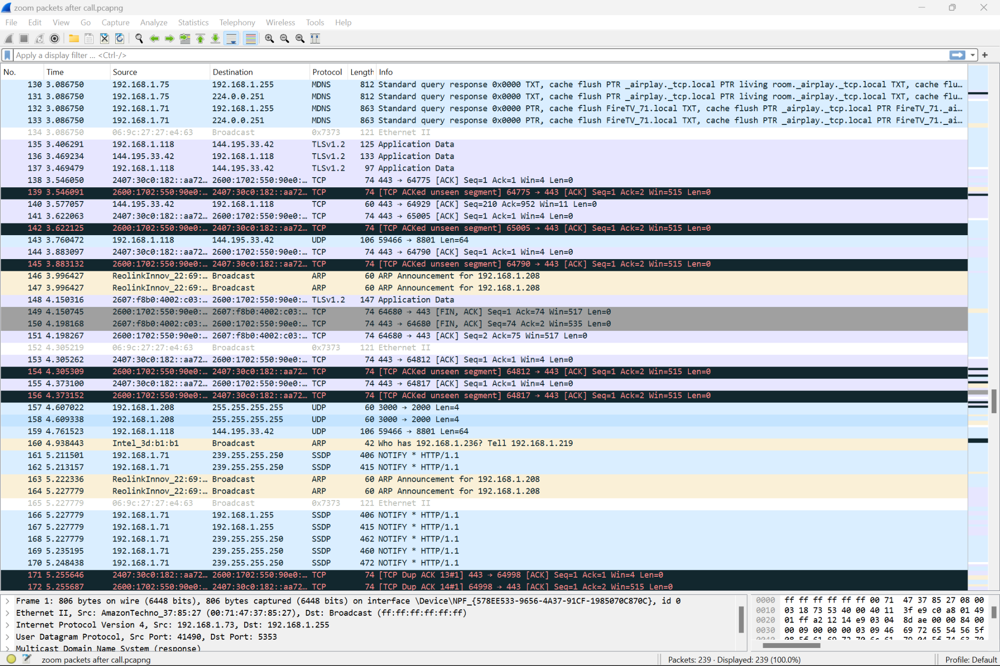 zoom packets after call.pcapng
File Edit View Go Capture Analyze Statistics Telephony Wireless Tools Help
Apply a display filter ... <Ctrl-/>
No. Time Source Destination Protocol Length Info
130 3.086750 192.168.1.75 192.168.1.255 MDNS 812 Standard query response 0x0000 TXT, cache flush PTR _airplay._tcp.local PTR living room._airplay._tcp.local TXT, cache flu…
131 3.086750 192.168.1.75 224.0.0.251 MDNS 812 Standard query response 0x0000 TXT, cache flush PTR _airplay._tcp.local PTR living room._airplay._tcp.local TXT, cache flu…
132 3.086750 192.168.1.71 192.168.1.255 MDNS 863 Standard query response 0x0000 PTR, cache flush FireTV_71.local TXT, cache flush PTR _airplay._tcp.local PTR FireTV_71._ai…
133 3.086750 192.168.1.71 224.0.0.251 MDNS 863 Standard query response 0x0000 PTR, cache flush FireTV_71.local TXT, cache flush PTR _airplay._tcp.local PTR FireTV_71._ai…
134 3.086750 06:9c:27:27:e4:63 Broadcast 0x7373 121 Ethernet II
135 3.406291 192.168.1.118 144.195.33.42 TLSv1.2 125 Application Data
136 3.469234 144.195.33.42 192.168.1.118 TLSv1.2 133 Application Data
137 3.469479 192.168.1.118 144.195.33.42 TLSv1.2 97 Application Data
138 3.546050 2407:30c0:182::aa72… 2600:1702:550:90e0:… TCP 74 443 → 64775 [ACK] Seq=1 Ack=1 Win=4 Len=0
139 3.546091 2600:1702:550:90e0:… 2407:30c0:182::aa72… TCP 74 [TCP ACKed unseen segment] 64775 → 443 [ACK] Seq=1 Ack=2 Win=515 Len=0
140 3.577057 144.195.33.42 192.168.1.118 TCP 60 443 → 64929 [ACK] Seq=210 Ack=952 Win=11 Len=0
141 3.622063 2407:30c0:182::aa72… 2600:1702:550:90e0:… TCP 74 443 → 65005 [ACK] Seq=1 Ack=1 Win=4 Len=0
142 3.622125 2600:1702:550:90e0:… 2407:30c0:182::aa72… TCP 74 [TCP ACKed unseen segment] 65005 → 443 [ACK] Seq=1 Ack=2 Win=515 Len=0
143 3.760472 192.168.1.118 144.195.33.42 UDP 106 59466 → 8801 Len=64
144 3.883097 2407:30c0:182::aa72… 2600:1702:550:90e0:… TCP 74 443 → 64790 [ACK] Seq=1 Ack=1 Win=4 Len=0
145 3.883132 2600:1702:550:90e0:… 2407:30c0:182::aa72… TCP 74 [TCP ACKed unseen segment] 64790 → 443 [ACK] Seq=1 Ack=2 Win=515 Len=0
146 3.996427 ReolinkInnov_22:69:… Broadcast ARP 60 ARP Announcement for 192.168.1.208
147 3.996427 ReolinkInnov_22:69:… Broadcast ARP 60 ARP Announcement for 192.168.1.208
148 4.150316 2607:f8b0:4002:c03:… 2600:1702:550:90e0:… TLSv1.2 147 Application Data
149 4.150745 2600:1702:550:90e0:… 2607:f8b0:4002:c03:… TCP 74 64680 → 443 [FIN, ACK] Seq=1 Ack=74 Win=517 Len=0
150 4.198168 2607:f8b0:4002:c03:… 2600:1702:550:90e0:… TCP 74 443 → 64680 [FIN, ACK] Seq=74 Ack=2 Win=535 Len=0
151 4.198267 2600:1702:550:90e0:… 2607:f8b0:4002:c03:… TCP 74 64680 → 443 [ACK] Seq=2 Ack=75 Win=517 Len=0
152 4.305219 06:9c:27:27:e4:63 Broadcast 0x7373 121 Ethernet II
153 4.305262 2407:30c0:182::aa72… 2600:1702:550:90e0:… TCP 74 443 → 64812 [ACK] Seq=1 Ack=1 Win=4 Len=0
154 4.305309 2600:1702:550:90e0:… 2407:30c0:182::aa72… TCP 74 [TCP ACKed unseen segment] 64812 → 443 [ACK] Seq=1 Ack=2 Win=515 Len=0
155 4.373100 2407:30c0:182::aa72… 2600:1702:550:90e0:… TCP 74 443 → 64817 [ACK] Seq=1 Ack=1 Win=4 Len=0
156 4.373152 2600:1702:550:90e0:… 2407:30c0:182::aa72… TCP 74 [TCP ACKed unseen segment] 64817 → 443 [ACK] Seq=1 Ack=2 Win=515 Len=0
157 4.607022 192.168.1.208 255.255.255.255 UDP 60 3000 → 2000 Len=4
158 4.609338 192.168.1.208 255.255.255.255 UDP 60 3000 → 2000 Len=4
159 4.761523 192.168.1.118 144.195.33.42 UDP 106 59466 → 8801 Len=64
160 4.938443 Intel_3d:b1:b1 Broadcast ARP 42 Who has 192.168.1.236? Tell 192.168.1.219
161 5.211501 192.168.1.71 239.255.255.250 SSDP 406 NOTIFY * HTTP/1.1
162 5.213157 192.168.1.71 239.255.255.250 SSDP 415 NOTIFY * HTTP/1.1
163 5.222336 ReolinkInnov_22:69:… Broadcast ARP 60 ARP Announcement for 192.168.1.208
164 5.227779 ReolinkInnov_22:69:… Broadcast ARP 60 ARP Announcement for 192.168.1.208
165 5.227779 06:9c:27:27:e4:63 Broadcast 0x7373 121 Ethernet II
166 5.227779 192.168.1.71 192.168.1.255 SSDP 406 NOTIFY * HTTP/1.1
167 5.227779 192.168.1.71 192.168.1.255 SSDP 415 NOTIFY * HTTP/1.1
168 5.227779 192.168.1.71 239.255.255.250 SSDP 462 NOTIFY * HTTP/1.1
169 5.235195 192.168.1.71 239.255.255.250 SSDP 460 NOTIFY * HTTP/1.1
170 5.248438 192.168.1.71 239.255.255.250 SSDP 472 NOTIFY * HTTP/1.1
171 5.255646 2407:30c0:182::aa72… 2600:1702:550:90e0:… TCP 74 [TCP Dup ACK 13#1] 443 → 64998 [ACK] Seq=1 Ack=1 Win=4 Len=0
172 5.255687 2600:1702:550:90e0:… 2407:30c0:182::aa72… TCP 74 [TCP Dup ACK 14#1] 64998 → 443 [ACK] Seq=1 Ack=2 Win=515 Len=0
Frame 1: 806 bytes on wire (6448 bits), 806 bytes captured (6448 bits) on interface \Device\NPF_{578EE533-9656-4A37-91CF-1985070C870C}, id 0
Ethernet II, Src: AmazonTechno_37:85:27 (00:71:47:37:85:27), Dst: Broadcast (ff:ff:ff:ff:ff:ff)
Internet Protocol Version 4, Src: 192.168.1.73, Dst: 192.168.1.255
User Datagram Protocol, Src Port: 41490, Dst Port: 5353
Multicast Domain Name System (response)
0000 ff ff ff ff ff ff 00 71 47 37 85 27 08 00
0010 03 18 73 53 40 00 40 11 3f e9 c0 a8 01 49
0020 01 ff a2 12 14 e9 03 04 8d ae 00 00 84 00
0030 00 09 00 00 00 03 09 46 69 72 65 54 56 5f
0040 08 5f 61 69 72 70 6c 61 79 04 5f 74 63 70
zoom packets after call.pcapng
Packets: 239 · Displayed: 239 (100.0%)
Profile: Default